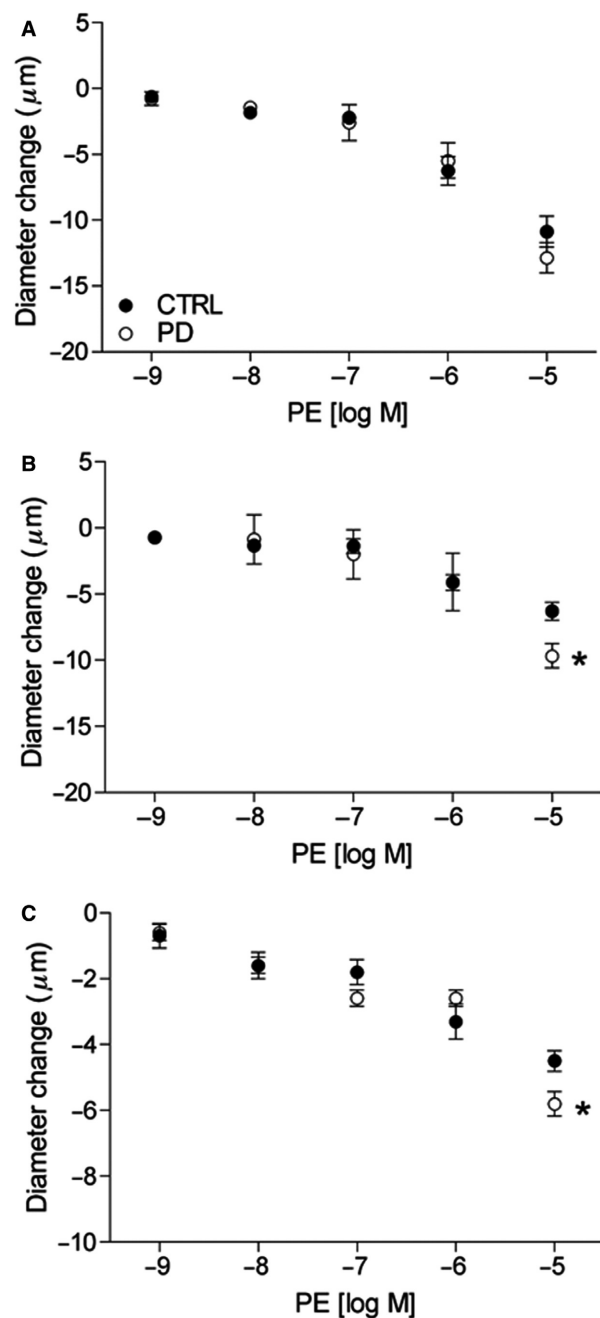 A
5
0
−5
−10
−15
−20
Diameter change (μm)
CTRL
PD
−9 −8 −7 −6 −5
PE [log M]
B
5
0
−5
−10
−15
−20
Diameter change (μm)
*
−9 −8 −7 −6 −5
PE [log M]
C
0
−2
−4
−6
−8
−10
Diameter change (μm)
*
−9 −8 −7 −6 −5
PE [log M]